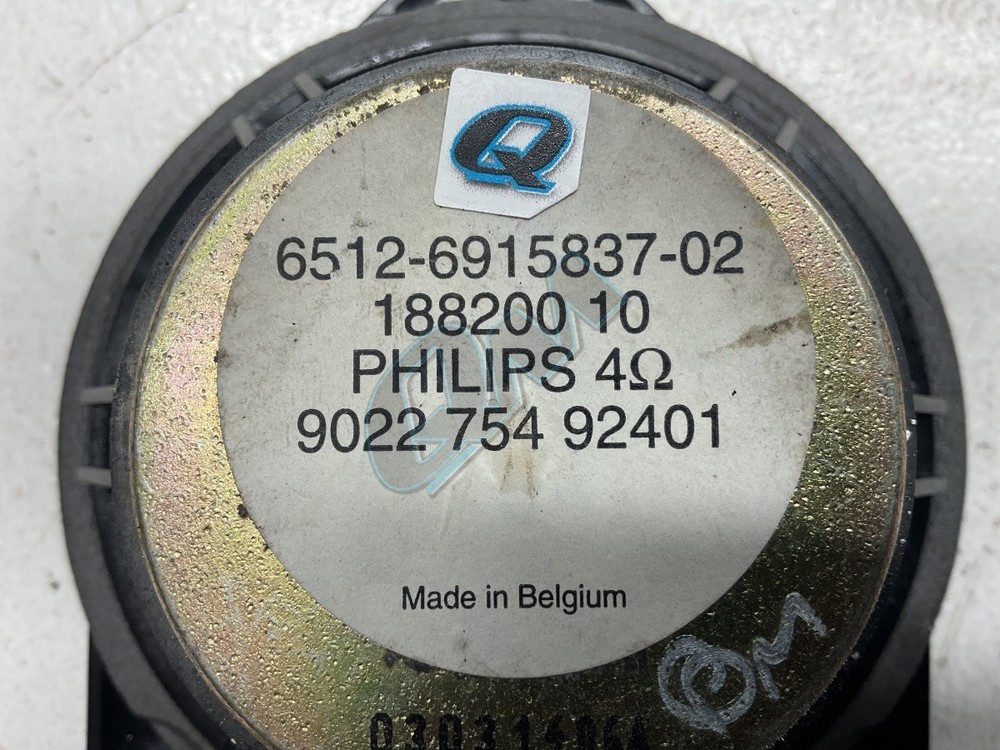 Q
6512-6915837-02
188200 10
PHILIPS 4Ω
9022 754 92401
Made in Belgium